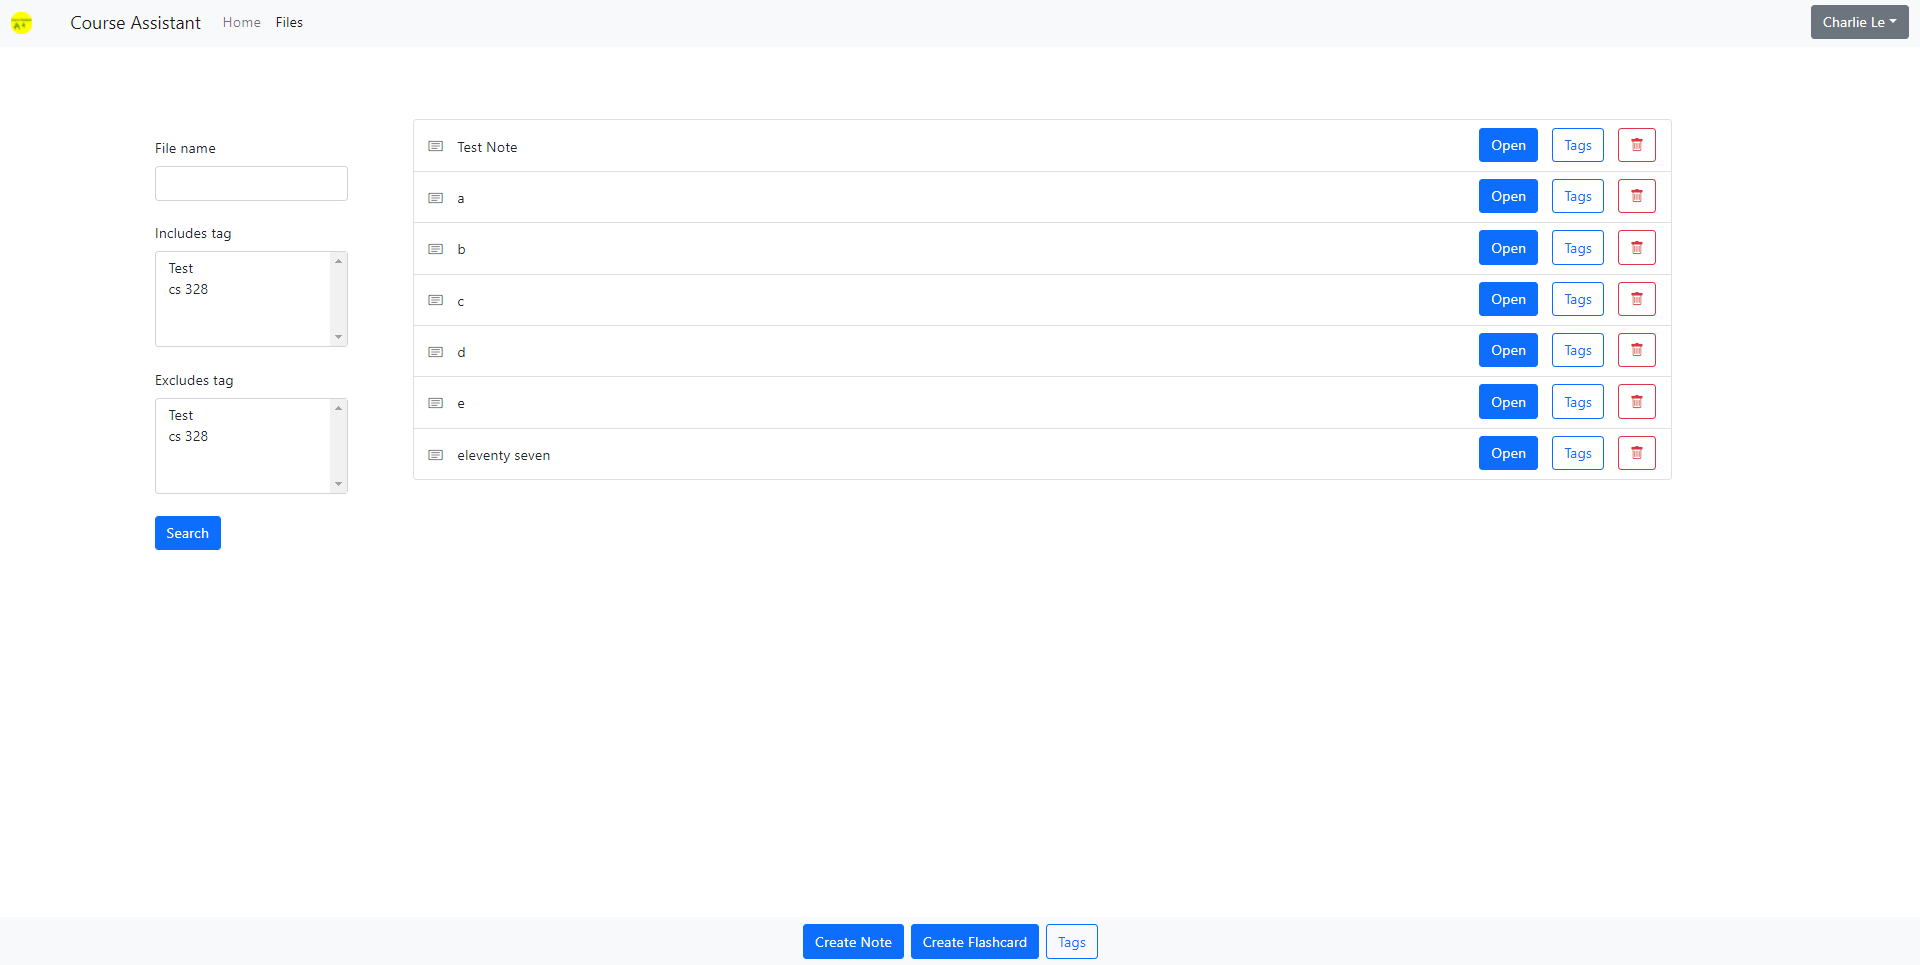 Course Assistant Home Files Charlie Le
File name
Includes tag
Test
cs 328
Excludes tag
Test
cs 328
Search
Test Note Open Tags
a Open Tags
b Open Tags
c Open Tags
d Open Tags
e Open Tags
eleventy seven Open Tags
Create Note Create Flashcard Tags